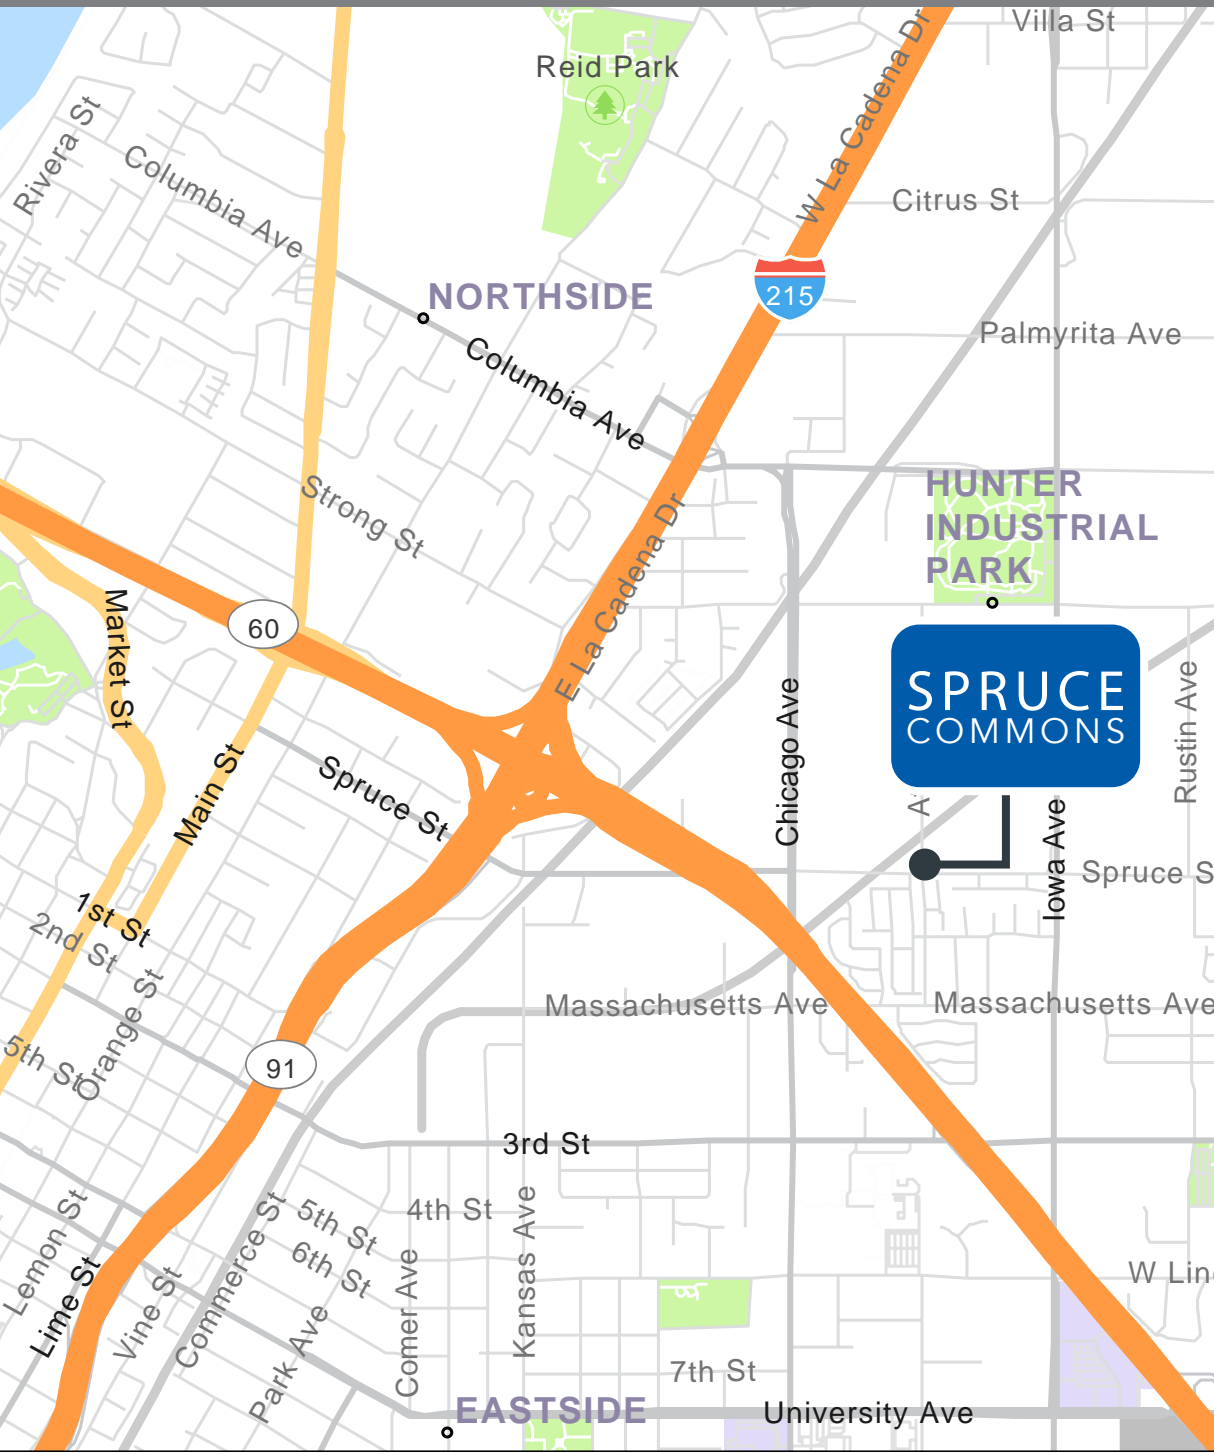 Villa St
Reid Park
W La Cadena Dr
Rivera St
Columbia Ave
Citrus St
NORTHSIDE
215
Palmyrita Ave
Columbia Ave
HUNTER
INDUSTRIAL
PARK
Strong St
E La Cadena Dr
Market St
60
SPRUCE
COMMONS
Rustin Ave
Chicago Ave
Main St
Spruce St
A
Iowa Ave
Spruce S
1st St
2nd St
Orange St
Massachusetts Ave
Massachusetts Ave
5th St
91
3rd St
Lemon St
Lime St
Vine St
Commerce St
5th St
4th St
6th St
Kansas Ave
Comer Ave
Park Ave
W Lin
7th St
EASTSIDE
University Ave